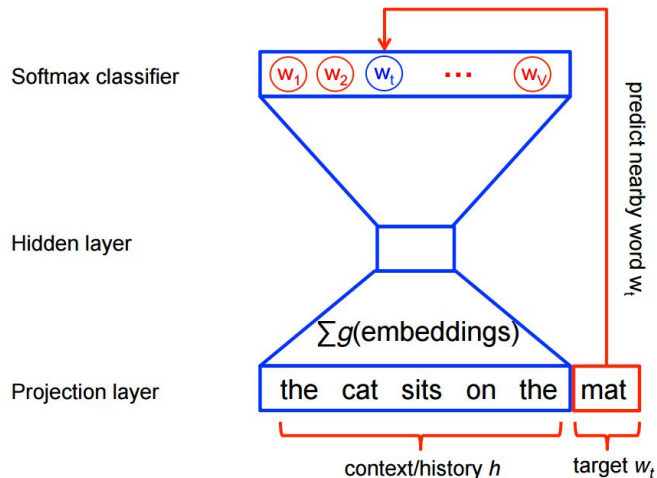 Softmax classifier
w1 w2 wt ... wV
predict nearby word wt
Hidden layer
∑g(embeddings)
Projection layer
the cat sits on the mat
context/history h
target wt